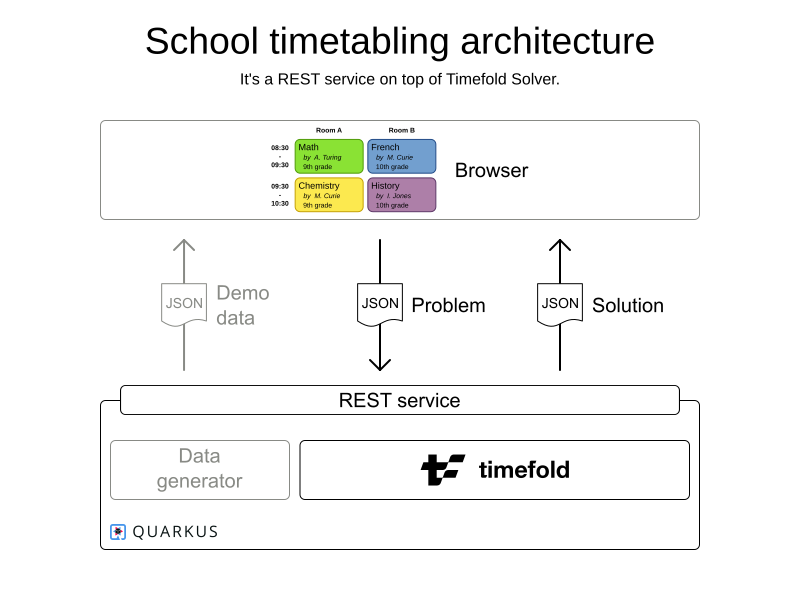 School timetabling architecture
It's a REST service on top of Timefold Solver.
Room A
Room B
08:30
-
09:30
Math
by A. Turing
9th grade
French
by M. Curie
10th grade
09:30
-
10:30
Chemistry
by M. Curie
9th grade
History
by I. Jones
10th grade
Browser
JSON
Demo
data
JSON
Problem
JSON
Solution
REST service
Data
generator
timefold
QUARKUS